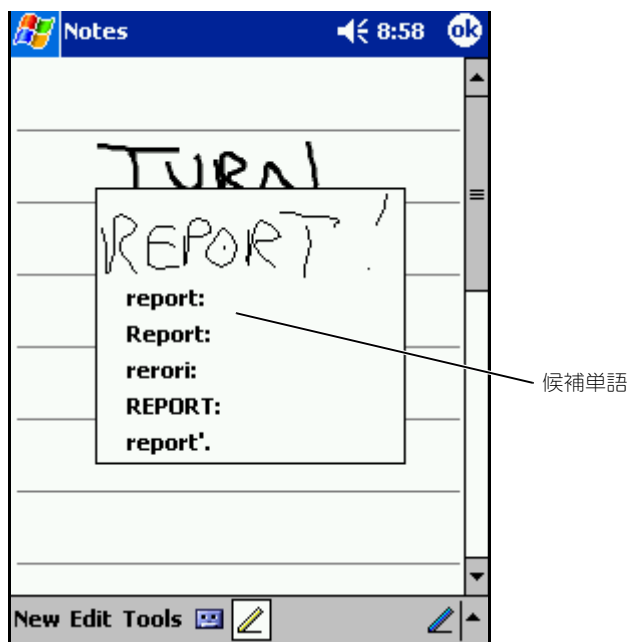 Notes 8:58 ok
TURN
REPORT!
report:
Report:
rerori:
REPORT:
report'.
候補単語
New Edit Tools